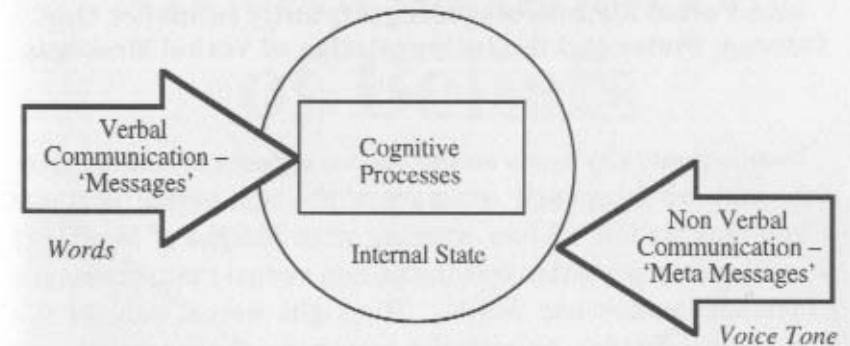 Verbal
Communication –
'Messages'
Words
Cognitive
Processes
Internal State
Non Verbal
Communication –
'Meta Messages'
Voice Tone